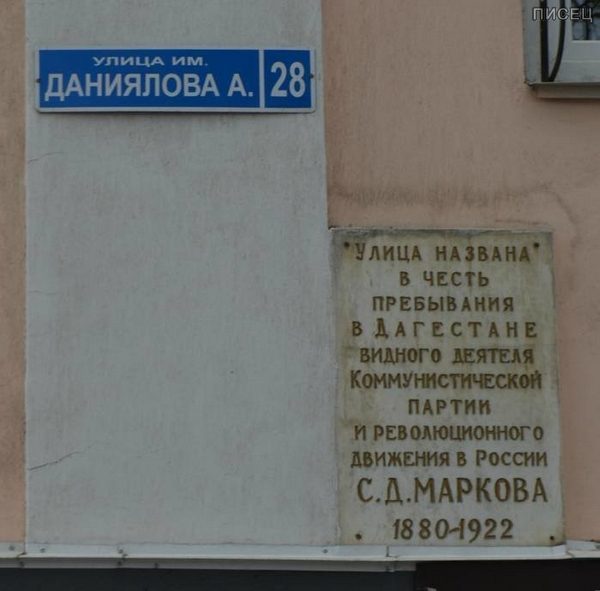 ПИСЕЦ
УЛИЦА ИМ.
ДАНИЯЛОВА А. 28
УЛИЦА НАЗВАНА
В ЧЕСТЬ
ПРЕБЫВАНИЯ
В ДАГЕСТАНЕ
ВИДНОГО ДЕЯТЕЛЯ
КОММУНИСТИЧЕСКОЙ
ПАРТИИ
И РЕВОЛЮЦИОННОГО
ДВИЖЕНИЯ В РОССИИ
С.Д.МАРКОВА
1880-1922